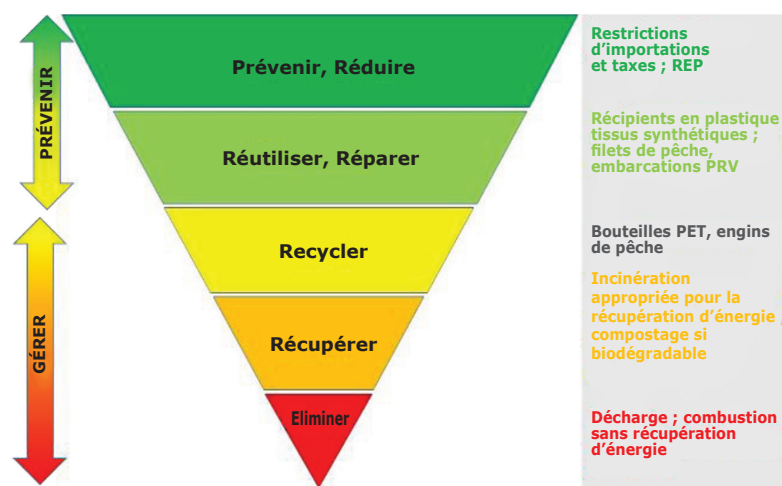 PRÉVENIR
GÉRER
Prévenir, Réduire
Restrictions
d’importations
et taxes ; REP
Réutiliser, Réparer
Récipients en plastique
tissus synthétiques ;
filets de pêche,
embarcations PRV
Recycler
Bouteilles PET, engins
de pêche
Récupérer
Incinération
appropriée pour la
récupération d’énergie ;
compostage si
biodégradable
Eliminer
Décharge ; combustion
sans récupération
d’énergie